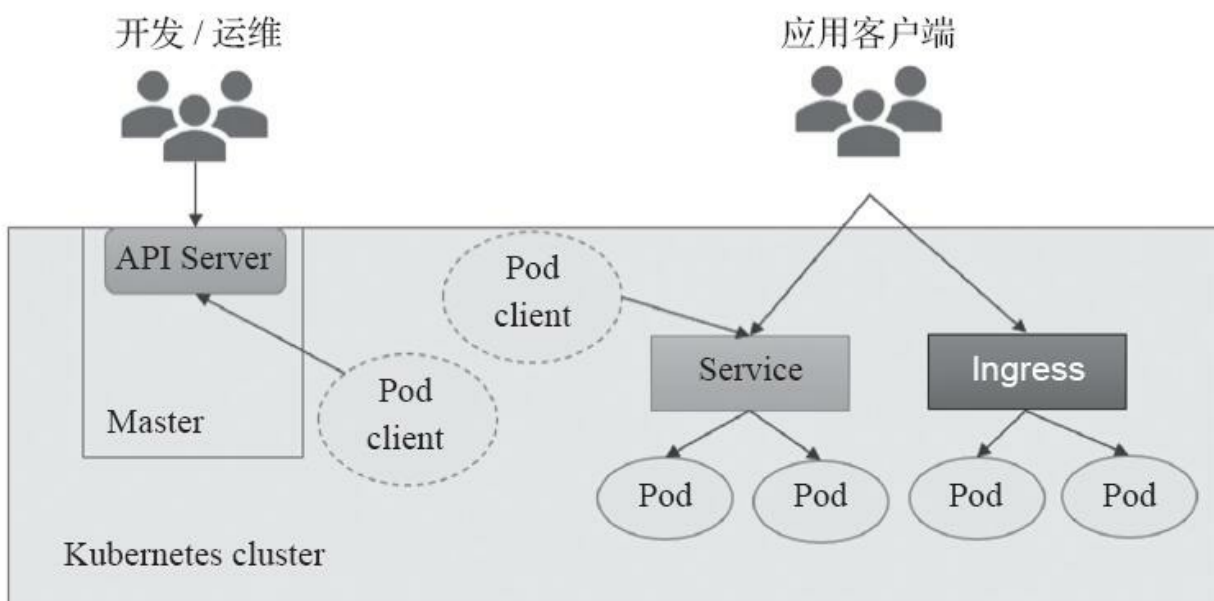 开发 / 运维
应用客户端
API Server
Pod
client
Pod
client
Master
Service
Ingress
Pod
Pod
Pod
Pod
Kubernetes cluster